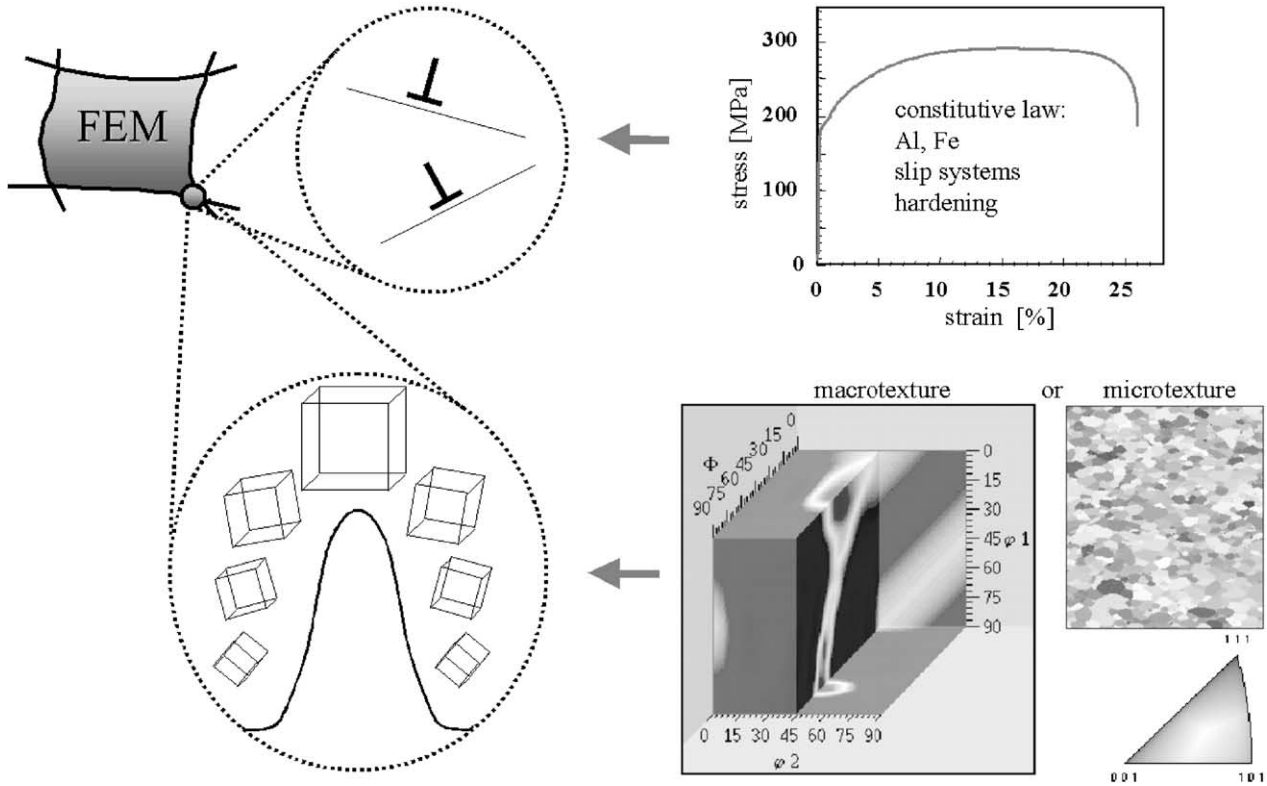 FEM
300
200
100
0
stress [MPa]
constitutive law:
Al, Fe
slip systems
hardening
0 5 10 15 20 25
strain [%]
macrotexture or microtexture
0
15
30
45
60
75
90
Φ
0
15
30
45 φ 1
60
75
90
0 15 30 45 60 75 90
φ 2
111
001 101